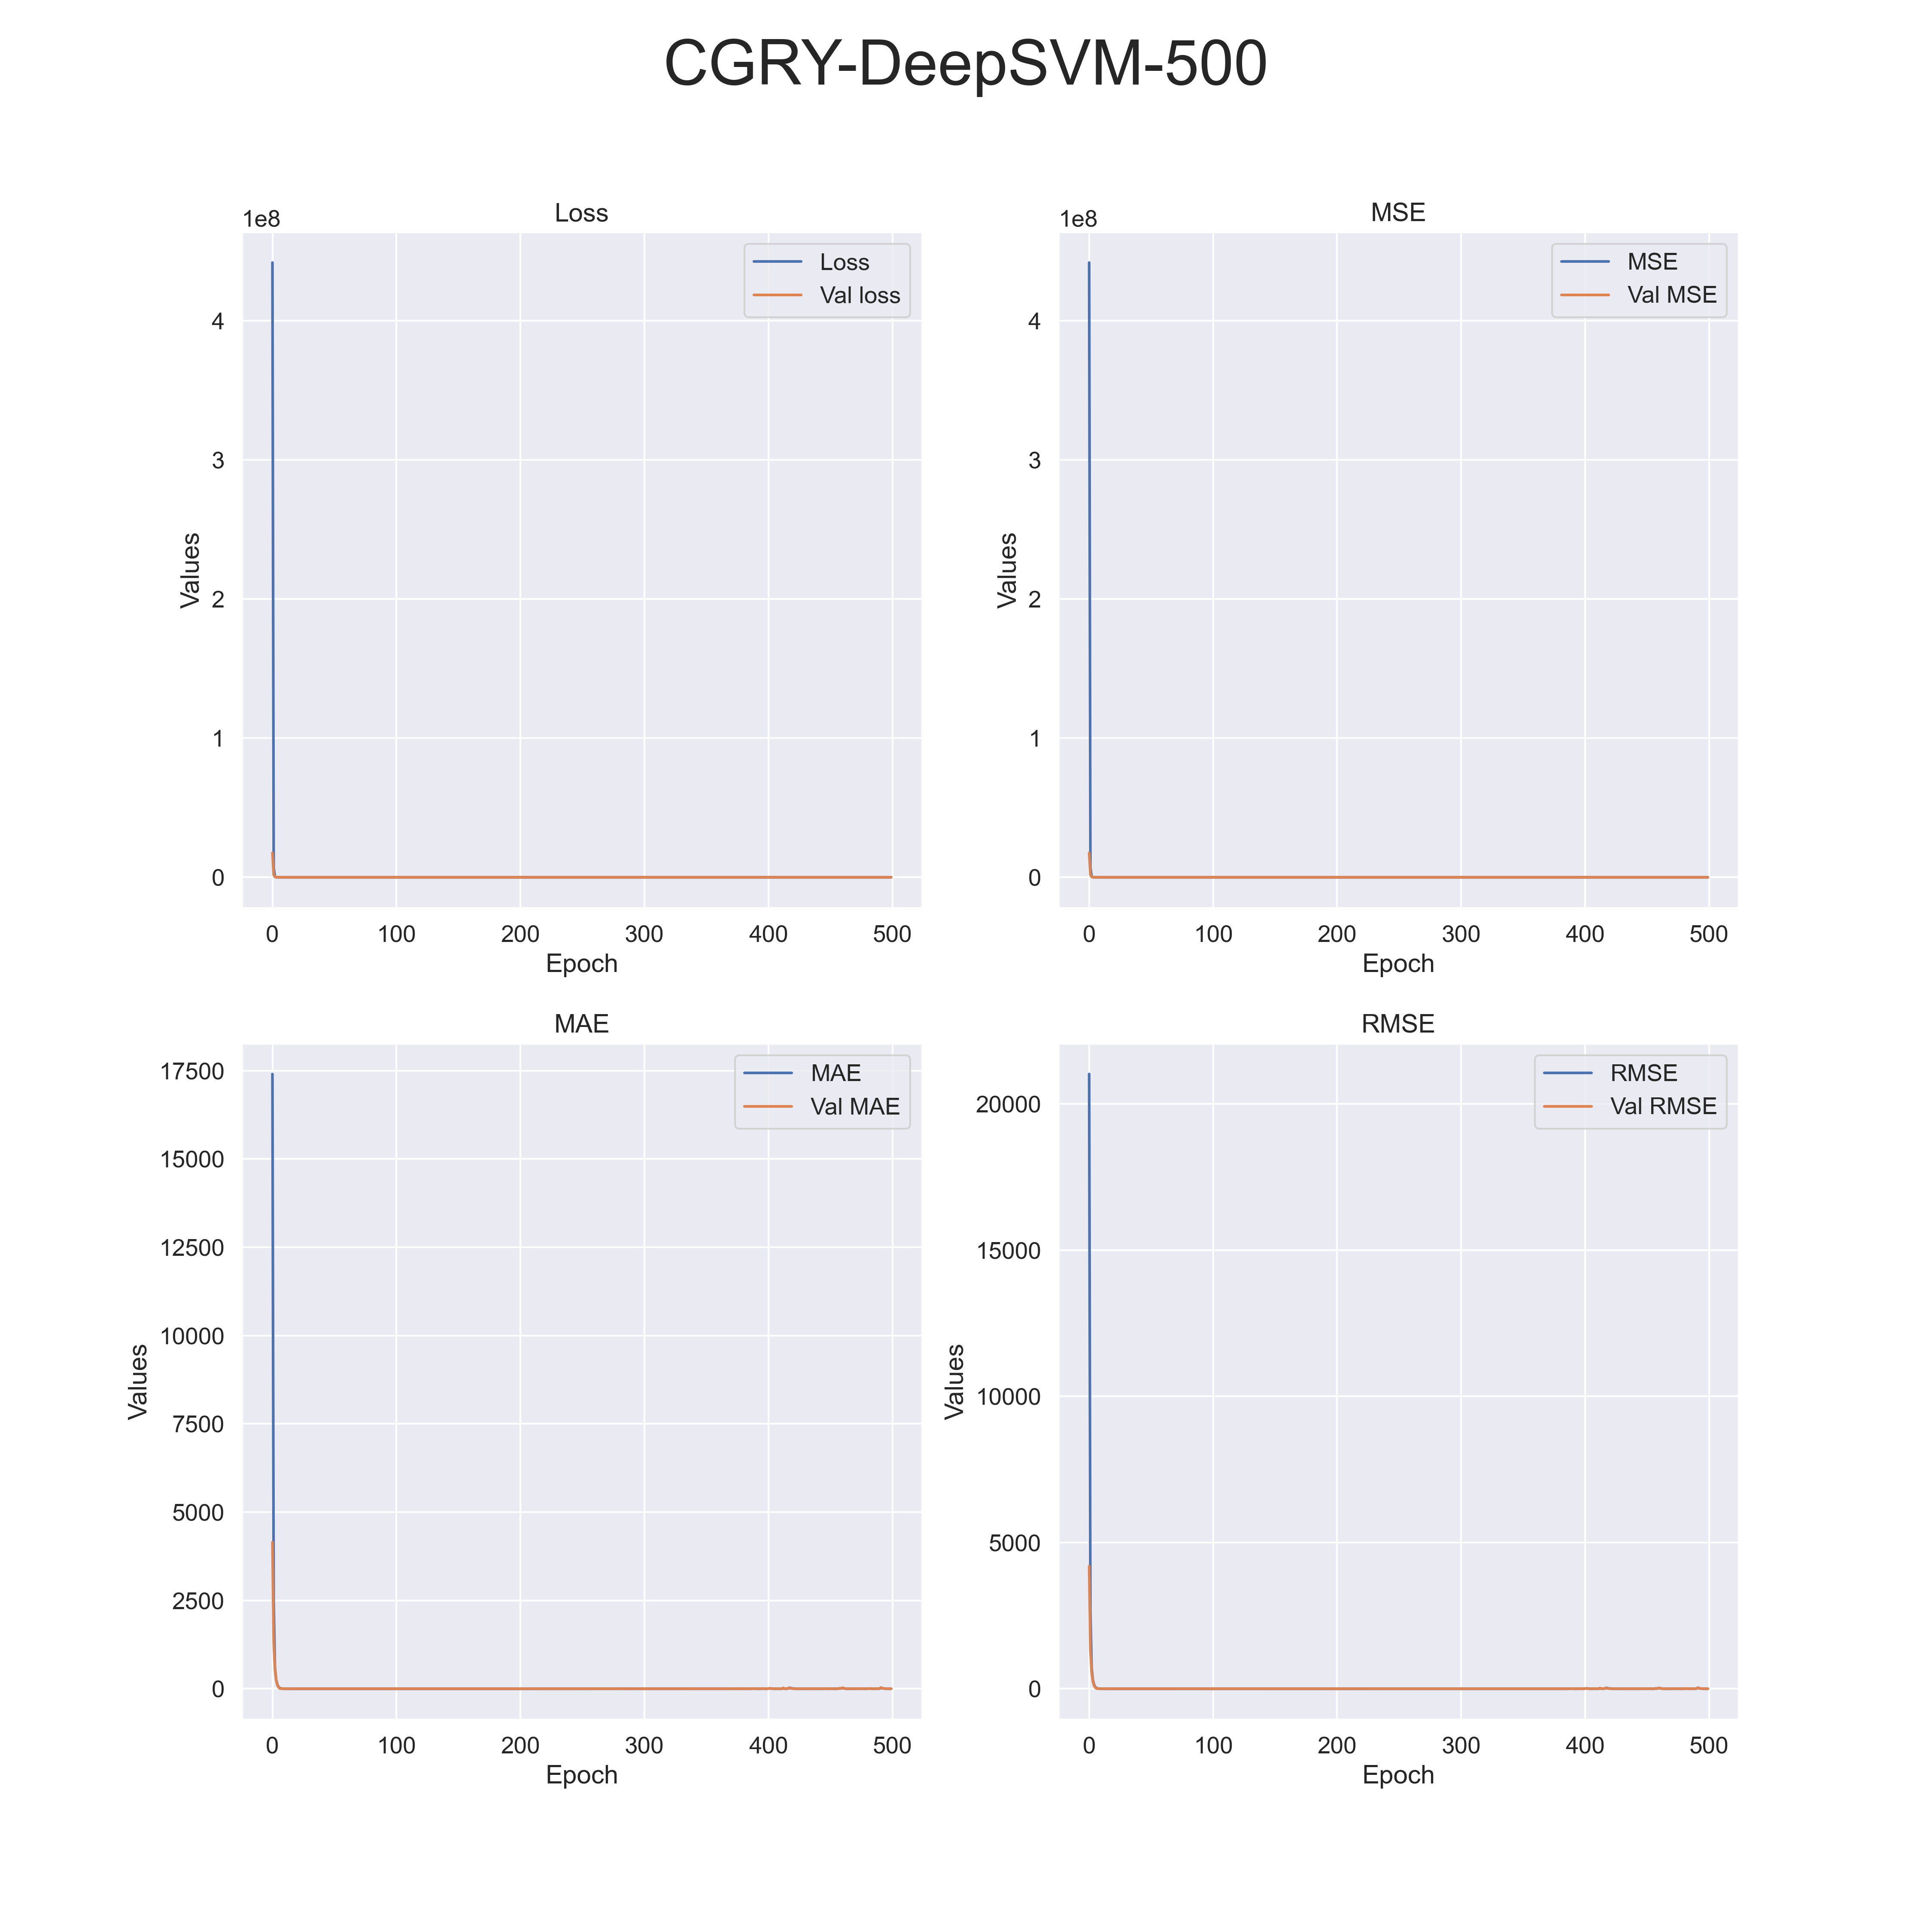 CGRY-DeepSVM-500
Loss
1e8
Loss
Val loss
4
3
2
1
0
Values
0 100 200 300 400 500
Epoch
MSE
1e8
MSE
Val MSE
4
3
2
1
0
Values
0 100 200 300 400 500
Epoch
MAE
MAE
Val MAE
17500
15000
12500
10000
7500
5000
2500
0
Values
0 100 200 300 400 500
Epoch
RMSE
RMSE
Val RMSE
20000
15000
10000
5000
0
Values
0 100 200 300 400 500
Epoch